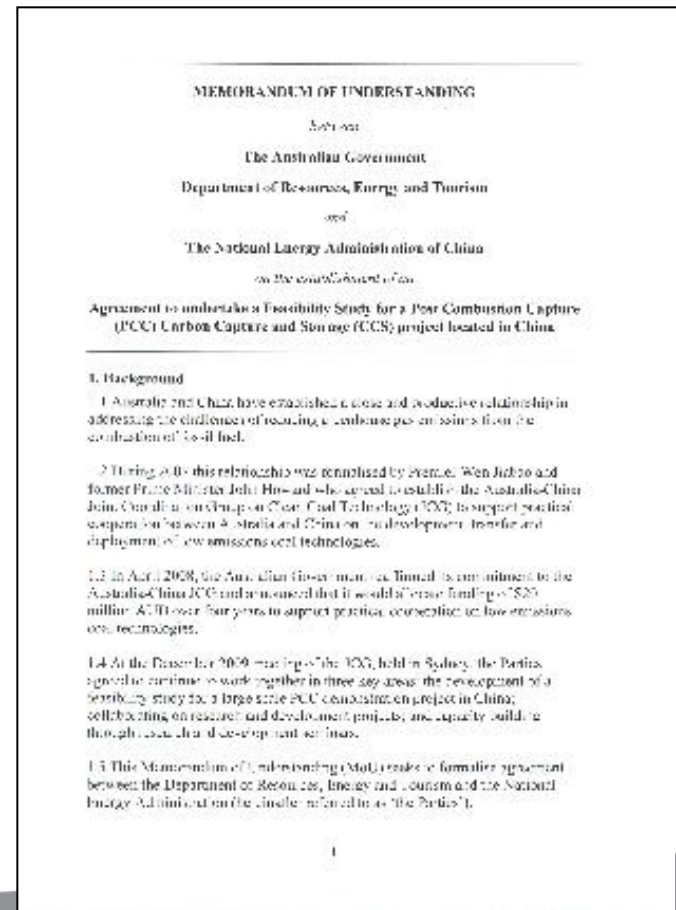 MEMORANDUM OF UNDERSTANDING
between
The Australian Government
Department of Resources, Energy and Tourism
and
The National Energy Administration of China
on the establishment of an
Agreement to undertake a Feasibility Study for a Post Combustion Capture
(PCC) Carbon Capture and Storage (CCS) project located in China
1. Background
1.1 Australia and China have established a close and productive relationship in
addressing the challenges of reducing greenhouse gas emissions from the
combustion of fossil fuel.
1.2 During this relationship was formalised by Premier Wen Jiabao and
former Prime Minister John Howard who agreed to establish the Australia-China
Joint Coordination Group on Clean Coal Technology (JCG) to support practical
cooperation between Australia and China on the development, transfer and
deployment of low emissions coal technologies.
1.3 In April 2008, the Australian Government its commitment to the
Australia-China JCG and announced that it would allocate funding of $20
million AUD over four years to support practical cooperation on low emissions
coal technologies.
1.4 At the December 2009 meeting of the JCG, held in Sydney, the Parties
agreed to continue to work together in three key areas: the development of a
feasibility study for a large scale PCC demonstration project in China;
collaborating on research and development projects; and capacity building
through research and development seminars.
1.5 This Memorandum of Understanding (MoU) seeks to formalise agreement
between the Department of Resources, Energy and Tourism and the National
Energy Administration (hereinafter referred to as 'the Parties').
1